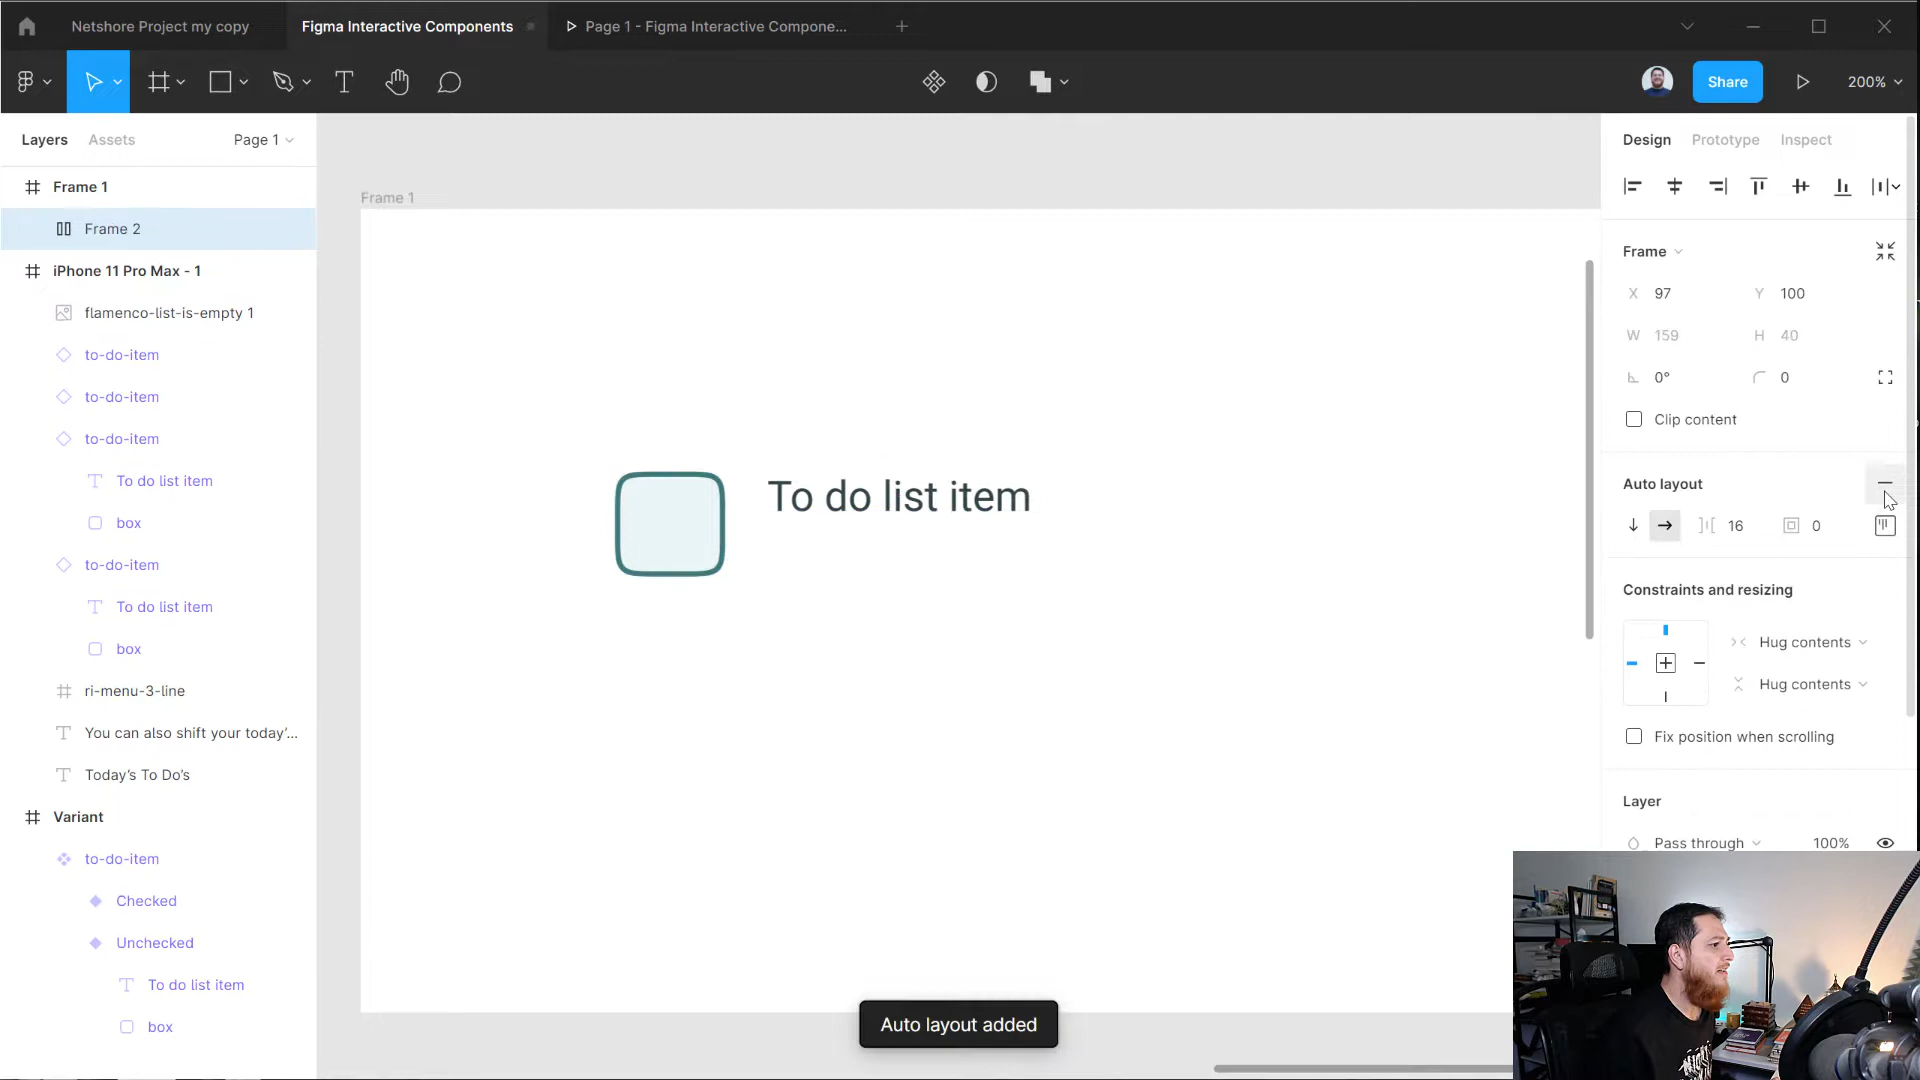 Netshore Project my copy
Figma Interactive Components
Page 1 - Figma Interactive Compone...
Share
200%
Layers
Assets
Page 1
Frame 1
Frame 2
iPhone 11 Pro Max - 1
flamenco-list-is-empty 1
to-do-item
to-do-item
to-do-item
To do list item
box
to-do-item
To do list item
box
ri-menu-3-line
You can also shift your today'...
Today's To Do's
Variant
to-do-item
Checked
Unchecked
To do list item
box
Frame 1
To do list item
Auto layout added
Design
Prototype
Inspect
Frame
X 97
Y 100
W 159
H 40
0°
0
Clip content
Auto layout
16
0
Constraints and resizing
Hug contents
Hug contents
Fix position when scrolling
Layer
Pass through
100%